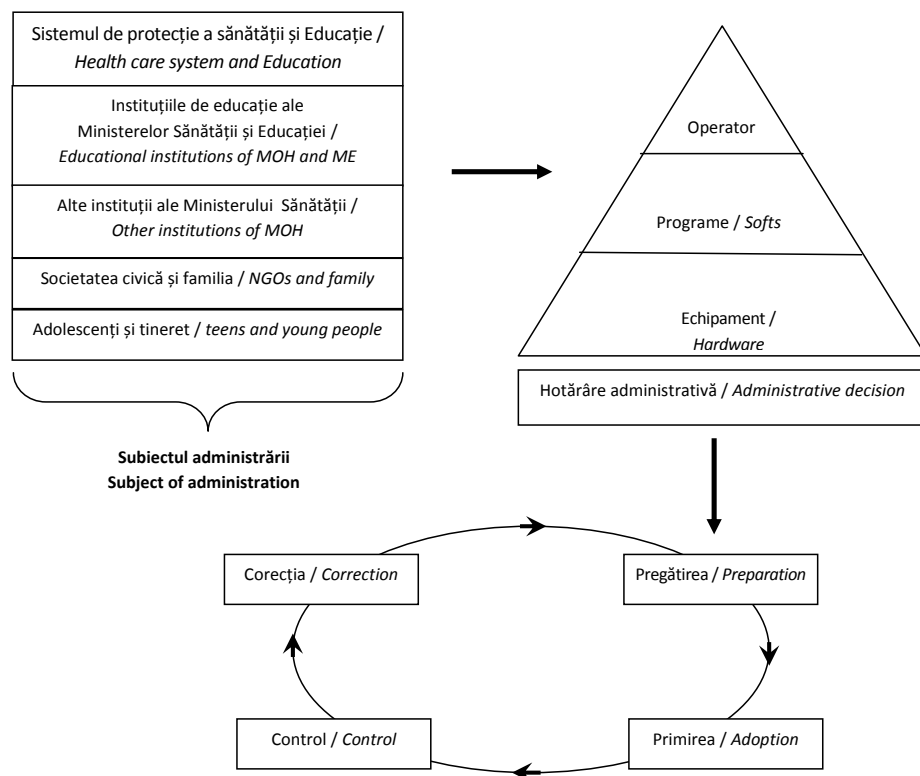 Sistemul de protecție a sănătății și Educație /
Health care system and Education
Instituțiile de educație ale
Ministerelor Sănătății și Educației /
Educational institutions of MOH and ME
Alte instituții ale Ministerului Sănătății /
Other institutions of MOH
Societatea civică și familia / NGOs and family
Adolescenți și tineret / teens and young people
Subiectul administrării
Subject of administration
Operator
Programe / Softs
Echipament /
Hardware
Hotărâre administrativă / Administrative decision
Corecția / Correction
Pregătirea / Preparation
Control / Control
Primirea / Adoption